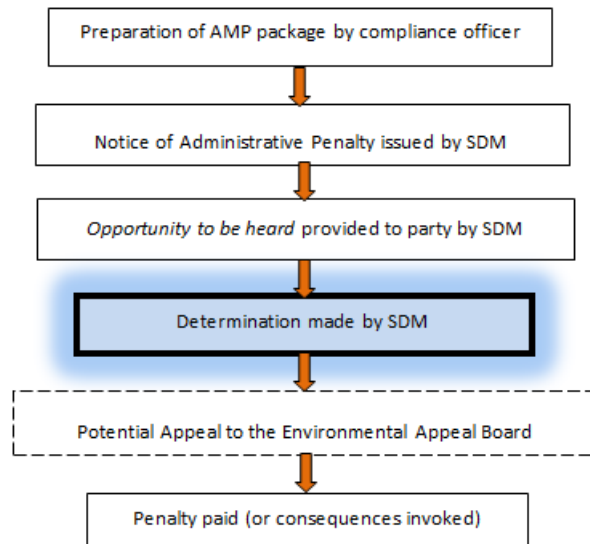 Preparation of AMP package by compliance officer
Notice of Administrative Penalty issued by SDM
Opportunity to be heard provided to party by SDM
Determination made by SDM
Potential Appeal to the Environmental Appeal Board
Penalty paid (or consequences invoked)